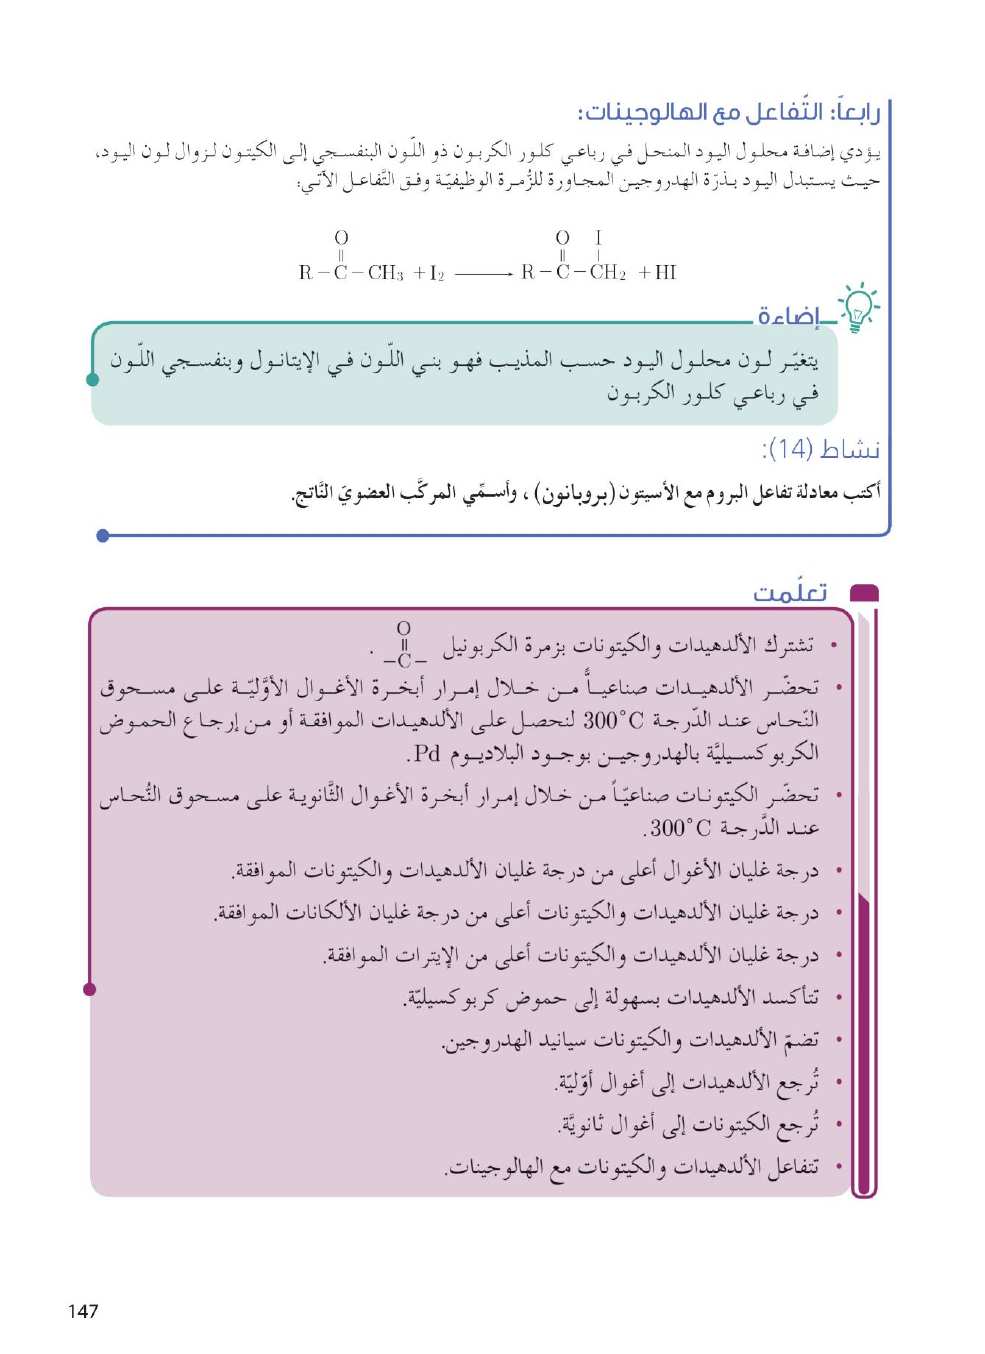 رابعاً: التّفاعل مع الهالوجينات:
يؤدي إضافة محلول اليود المنحل في رباعي كلور الكربون ذو اللّون البنفسجي إلى الكيتون لزوال لون اليود،
حيث يستبدل اليود بذرّة الهدروجين المجاورة للزُّمرة الوظيفيّة وفق التَّفاعل الآتي:
O O I
|| || |
R – C – CH₃ + I₂ ⟶ R – C – CH₂ + HI
إضاءة
يتغيّر لون محلول اليود حسب المذيب فهو بني اللّون في الإيتانول وبنفسجي اللّون
في رباعي كلور الكربون
نشاط (14):
أكتب معادلة تفاعل البروم مع الأسيتون (بروبانون) ، وأسمّي المركَّب العضويَ النَّاتج.
تعلّمت
O
||
• تشترك الألدهيدات والكيتونات بزمرة الكربونيل –C– .
• تحضّر الألدهيدات صناعياً من خلال إمرار أبخرة الأغوال الأوَّليّة على مسحوق
النّحاس عند الدّرجة 300°C لنحصل على الألدهيدات الموافقة أو من إرجاع الحموض
الكربوكسيليَّة بالهدروجين بوجود البلاديوم Pd.
• تحضّر الكيتونات صناعيّاً من خلال إمرار أبخرة الأغوال الثَّانوية على مسحوق النُّحاس
عند الدَّرجة 300°C.
• درجة غليان الأغوال أعلى من درجة غليان الألدهيدات والكيتونات الموافقة.
• درجة غليان الألدهيدات والكيتونات أعلى من درجة غليان الألكانات الموافقة.
• درجة غليان الألدهيدات والكيتونات أعلى من الإيترات الموافقة.
• تتأكسد الألدهيدات بسهولة إلى حموض كربوكسيليّة.
• تضمّ الألدهيدات والكيتونات سيانيد الهدروجين.
• تُرجع الألدهيدات إلى أغوال أوّليّة.
• تُرجع الكيتونات إلى أغوال ثانويَّة.
• تتفاعل الألدهيدات والكيتونات مع الهالوجينات.
147